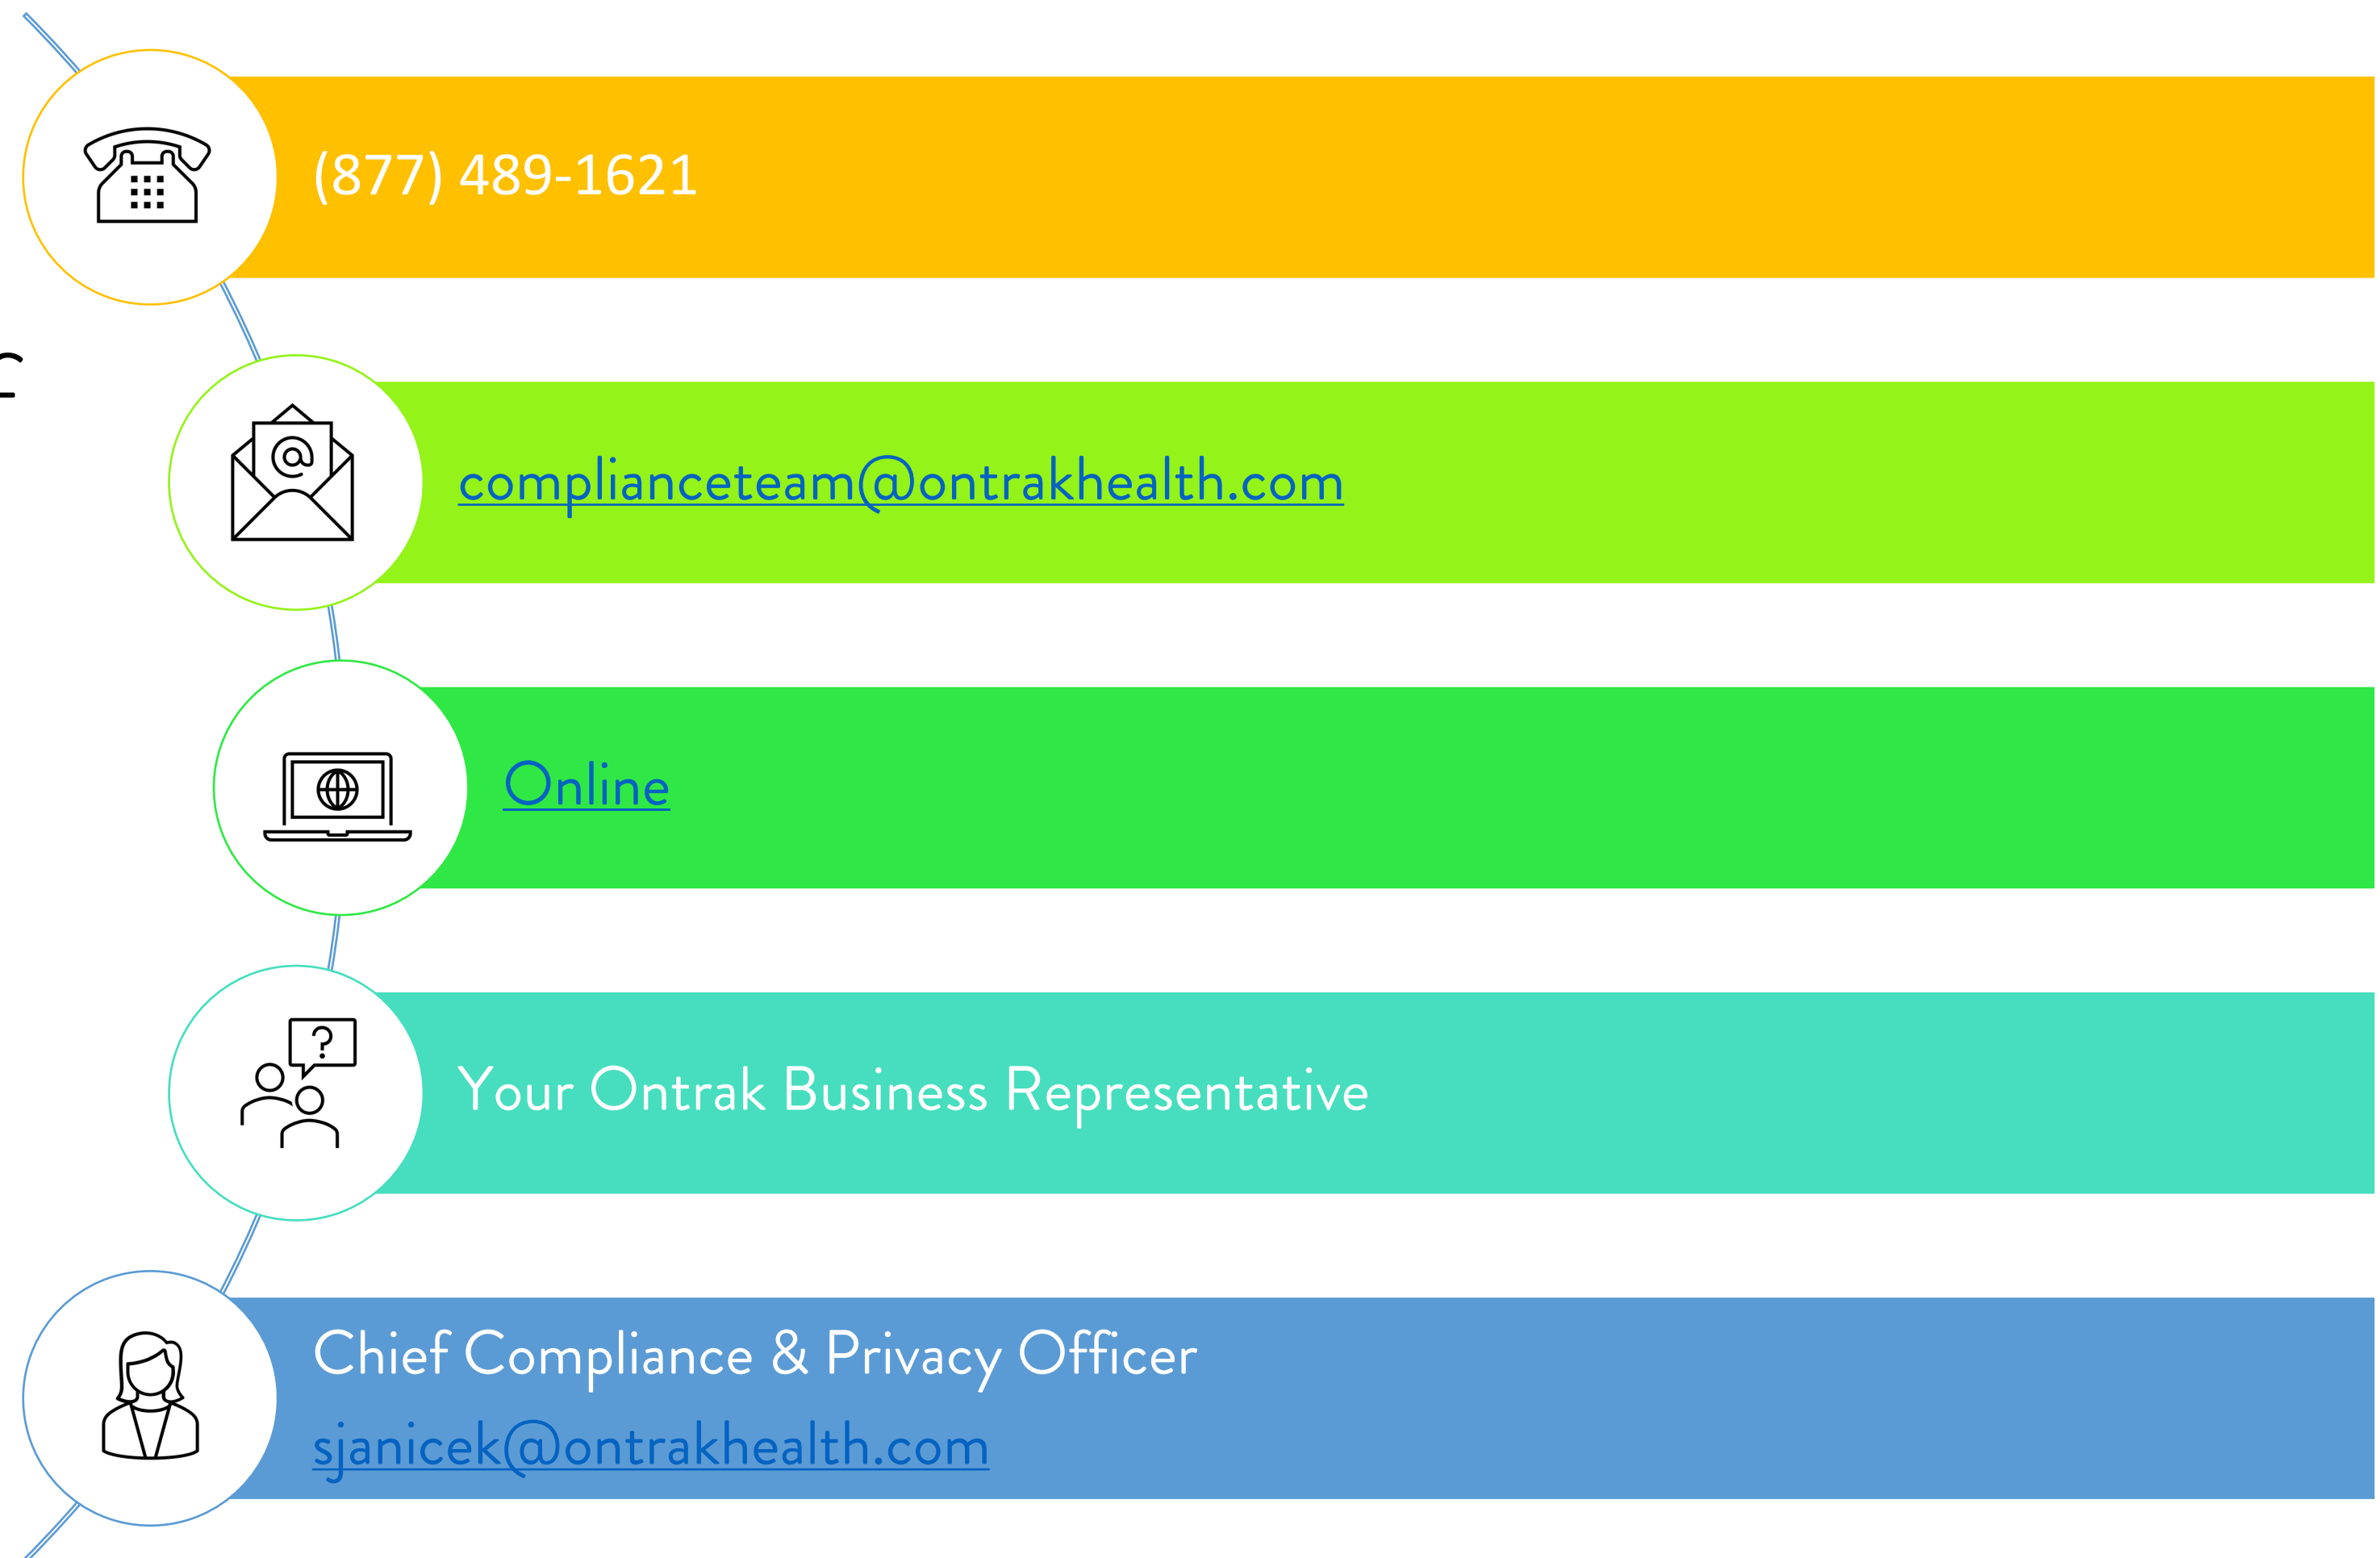 (877) 489-1621
@
complianceteam@ontrakhealth.com
Online
?
Your Ontrak Business Representative
Chief Compliance & Privacy Officer
sjanicek@ontrakhealth.com